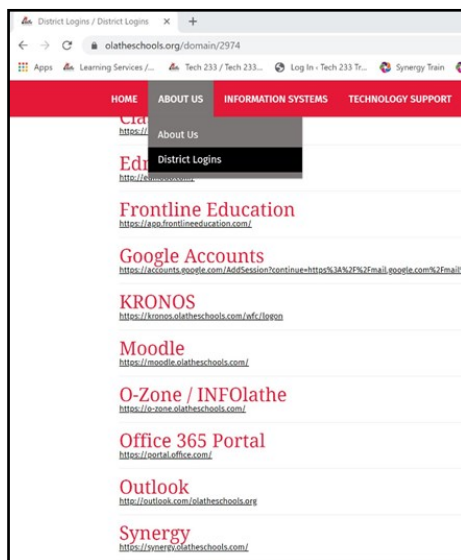 District Logins / District Logins
olatheschools.org/domain/2974
Apps Learning Services /... Tech 233 / Tech 233... Log In ‹ Tech 233 Tr... Synergy Train
HOME ABOUT US INFORMATION SYSTEMS TECHNOLOGY SUPPORT
https://
About Us
District Logins
Frontline Education
https://app.frontlineeducation.com/
Google Accounts
https://accounts.google.com/AddSession?continue=https%3A%2F%2Fmail.google.com%2Fmail%
KRONOS
https://kronos.olatheschools.com/wfc/logon
Moodle
https://moodle.olatheschools.com/
O-Zone / INFOlathe
https://o-zone.olatheschools.com/
Office 365 Portal
https://portal.office.com/
Outlook
http://outlook.com/olatheschools.org
Synergy
https://synergy.olatheschools.com/